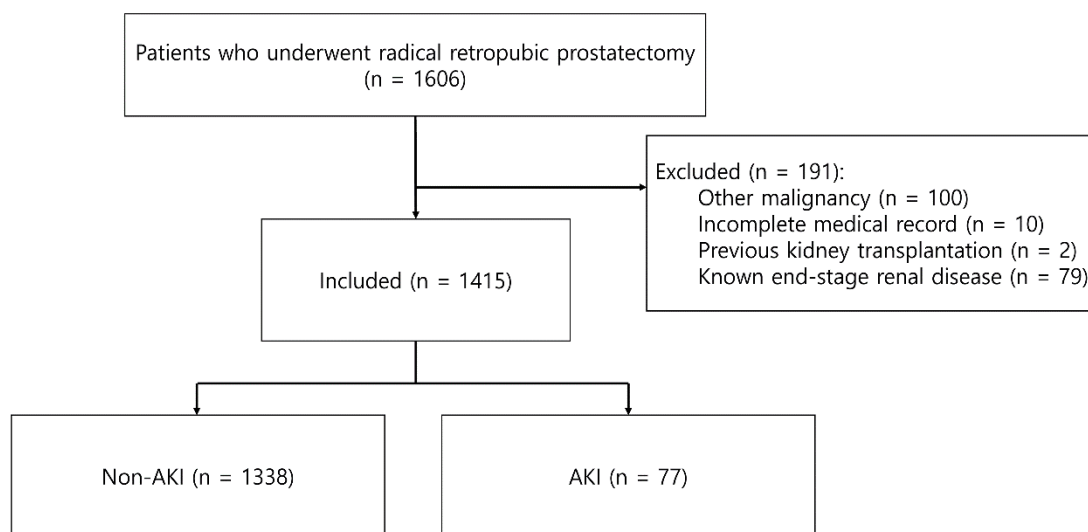 Patients who underwent radical retropubic prostatectomy
(n = 1606)
Excluded (n = 191):
Other malignancy (n = 100)
Incomplete medical record (n = 10)
Previous kidney transplantation (n = 2)
Known end-stage renal disease (n = 79)
Included (n = 1415)
Non-AKI (n = 1338)
AKI (n = 77)